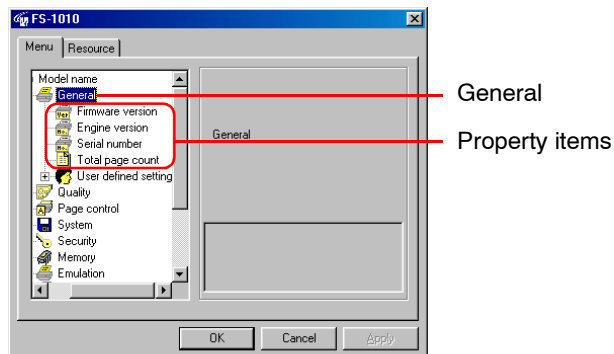 FS-1010
Menu Resource
Model name
General
Firmware version
Engine version
Serial number
Total page count
User defined setting
Quality
Page control
System
Security
Memory
Emulation
General
OK Cancel Apply
General
Property items